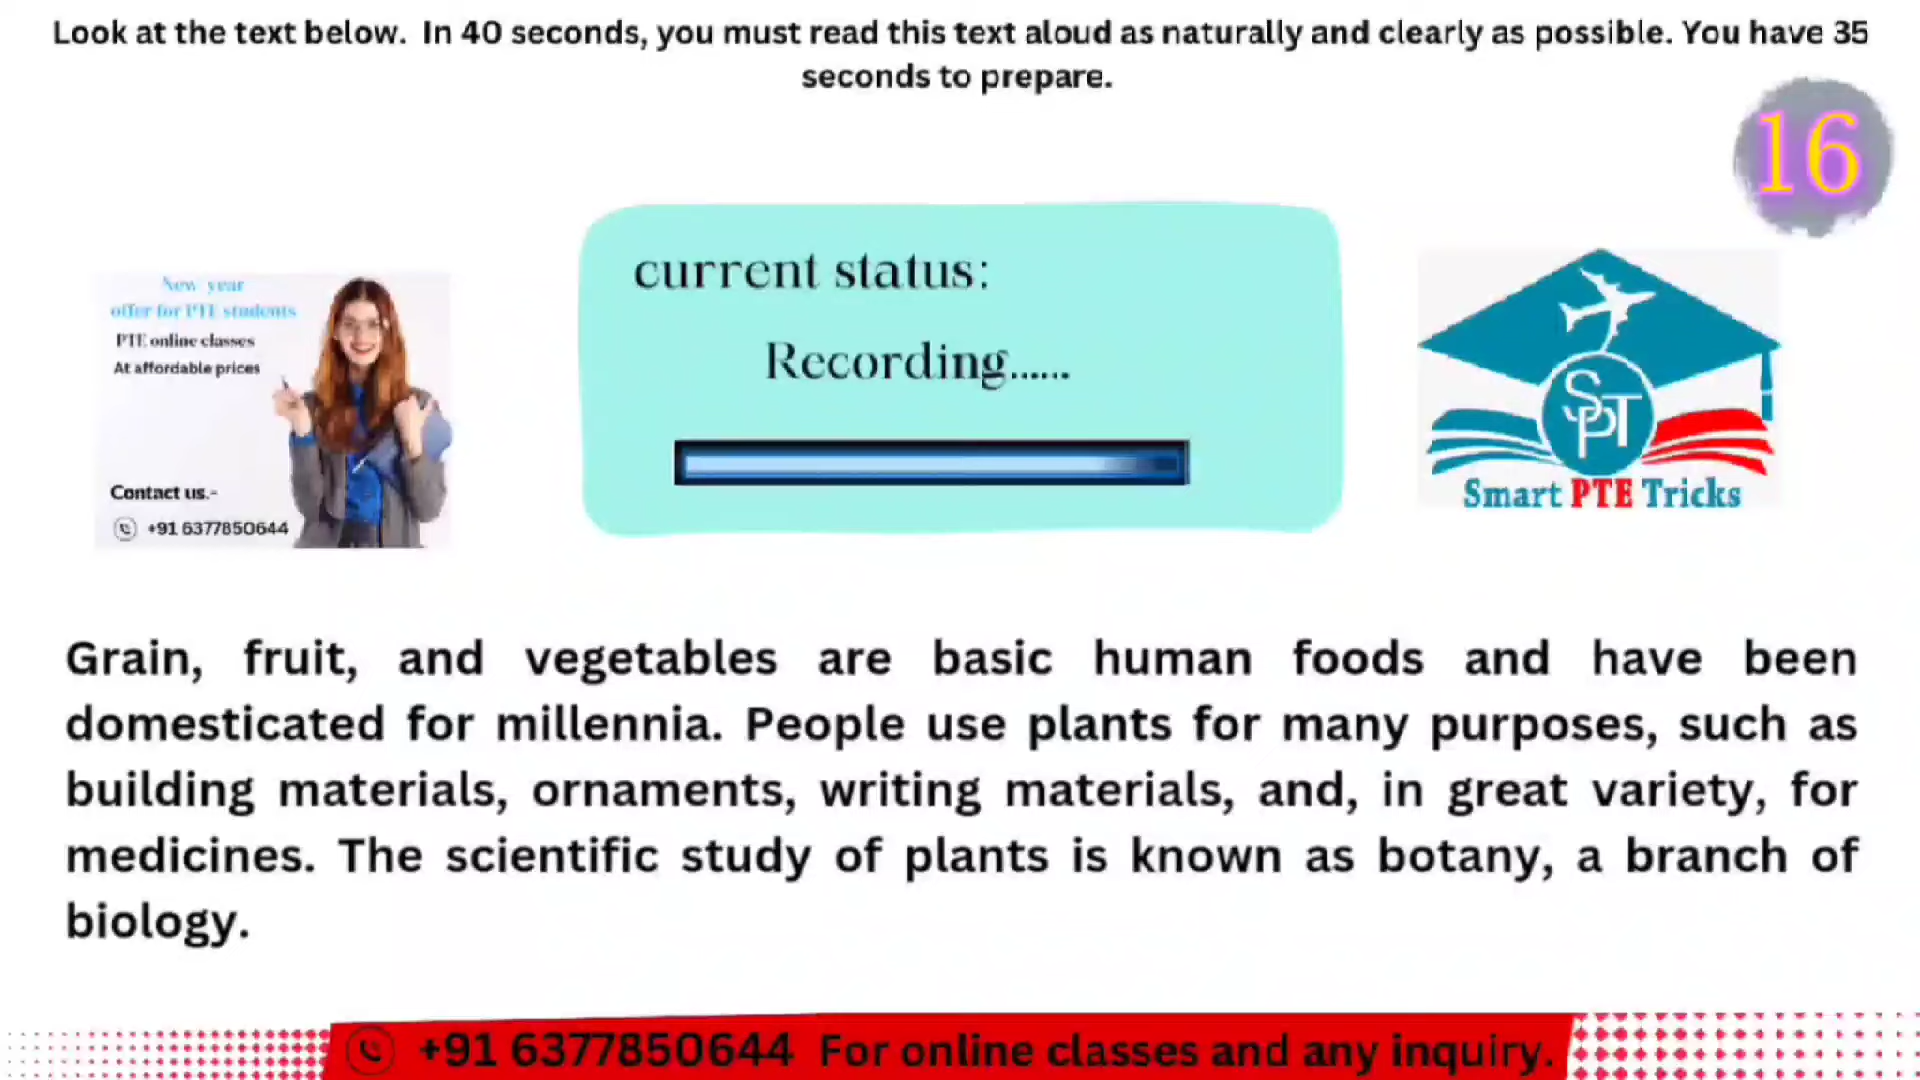 Look at the text below. In 40 seconds, you must read this text aloud as naturally and clearly as possible. You have 35
seconds to prepare.
16
New year
offer for PTE students
PTE online classes
At affordable prices
Contact us.-
+91 6377850644
current status:
Recording......
SPT
Smart PTE Tricks
Grain, fruit, and vegetables are basic human foods and have been
domesticated for millennia. People use plants for many purposes, such as
building materials, ornaments, writing materials, and, in great variety, for
medicines. The scientific study of plants is known as botany, a branch of
biology.
+91 6377850644 For online classes and any inquiry.